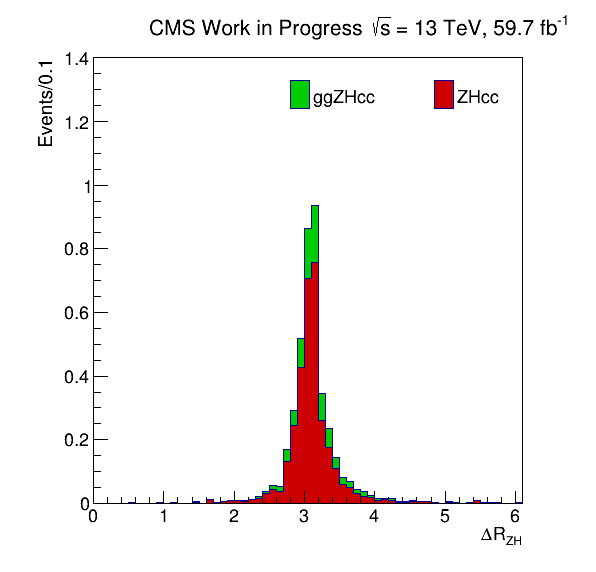 CMS Work in Progress √s = 13 TeV, 59.7 fb⁻¹
Events/0.1
1.4
ggZHcc ZHcc
1.2
1
0.8
0.6
0.4
0.2
0
0 1 2 3 4 5 6
ΔR_ZH